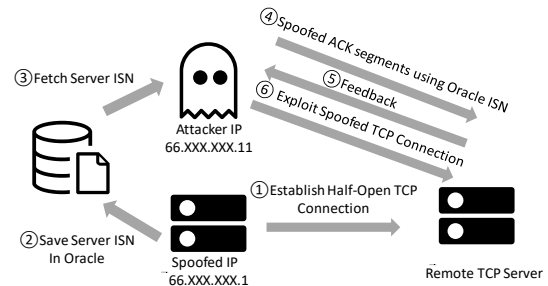 ④Spoofed ACK segments using Oracle ISN
③Fetch Server ISN
⑤Feedback
⑥ Exploit Spoofed TCP Connection
Attacker IP
66.XXX.XXX.11
①Establish Half-Open TCP
Connection
②Save Server ISN
In Oracle
Spoofed IP
66.XXX.XXX.1
Remote TCP Server